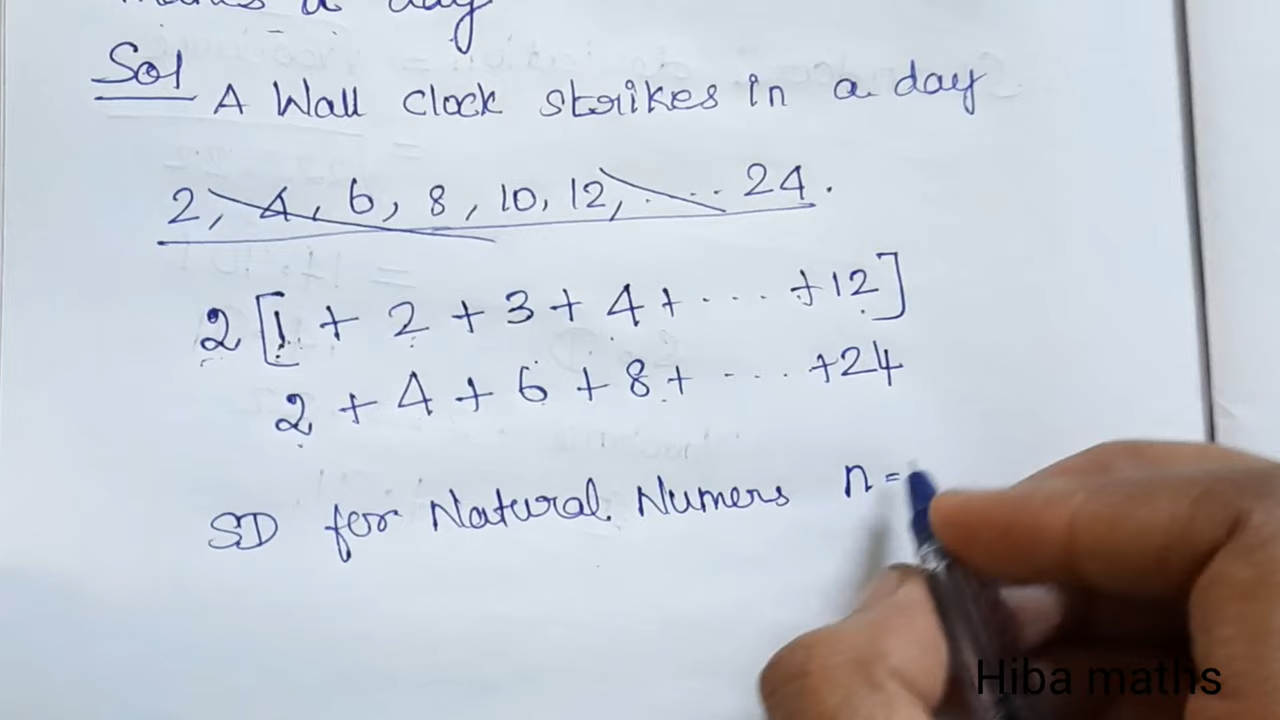 a day
Sol A Wall clock strikes in a day
2, 4, 6, 8, 10, 12, ... 24.
2 [1 + 2 + 3 + 4 + .... + 12]
2 + 4 + 6 + 8 + .... + 24
SD for Natural Numers n =
Hiba maths